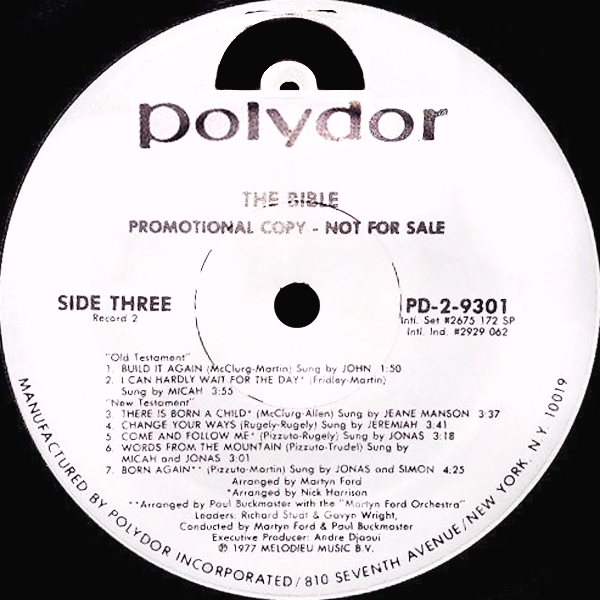 polydor
THE BIBLE
PROMOTIONAL COPY - NOT FOR SALE
SIDE THREE
Record 2
PD-2-9301
Intl. Set #2675 172 SP
Intl. Ind. #2929 062
"Old Testament"
1. BUILD IT AGAIN (McClurg-Martin) Sung by JOHN 1:50
2. I CAN HARDLY WAIT FOR THE DAY* (Fridley-Martin)
Sung by MICAH 3:55
"New Testament"
3. THERE IS BORN A CHILD* (McClurg-Allen) Sung by JEANE MANSON 3:37
4. CHANGE YOUR WAYS (Rugely-Rugely) Sung by JEREMIAH 3:41
5. COME AND FOLLOW ME* (Pizzuto-Rugely) Sung by JONAS 3:18
6. WORDS FROM THE MOUNTAIN (Pizzuto-Trudel) Sung by
MICAH and JONAS 3:01
7. BORN AGAIN** (Pizzuto-Martin) Sung by JONAS and SIMON 4:25
Arranged by Martyn Ford
*Arranged by Nick Harrison
**Arranged by Paul Buckmaster with the "Martyn Ford Orchestra"
Leaders: Richard Studt & Gavyn Wright,
Conducted by Martyn Ford & Paul Buckmaster
Executive Producer: Andre Djaoui
℗ 1977 MELODIEU MUSIC B.V.
MANUFACTURED BY POLYDOR INCORPORATED/810 SEVENTH AVENUE/NEW YORK, N.Y. 10019